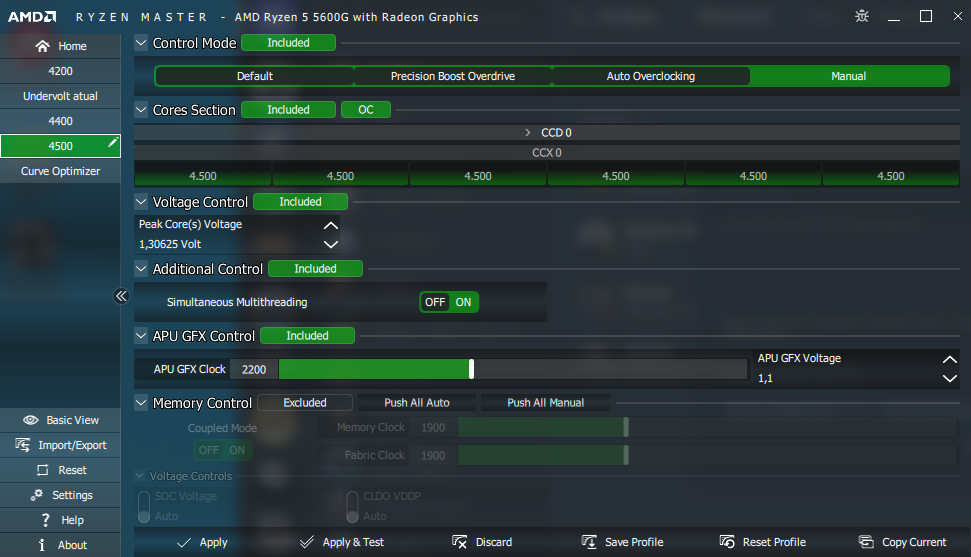 AMD RYZEN MASTER - AMD Ryzen 5 5600G with Radeon Graphics
Home
4200
Undervolt atual
4400
4500
Curve Optimizer
Basic View
Import/Export
Reset
Settings
Help
About
Control Mode Included
Default Precision Boost Overdrive Auto Overclocking Manual
Cores Section Included OC
CCD 0
CCX 0
4.500 4.500 4.500 4.500 4.500 4.500
Voltage Control Included
Peak Core(s) Voltage
1,30625 Volt
Additional Control Included
Simultaneous Multithreading OFF ON
APU GFX Control Included
APU GFX Clock 2200
APU GFX Voltage
1,1
Memory Control Excluded Push All Auto Push All Manual
Coupled Mode
OFF ON
Memory Clock 1900
Fabric Clock 1900
Voltage Controls
SOC Voltage
Auto
CLDO VDDP
Auto
Apply Apply & Test Discard Save Profile Reset Profile Copy Current